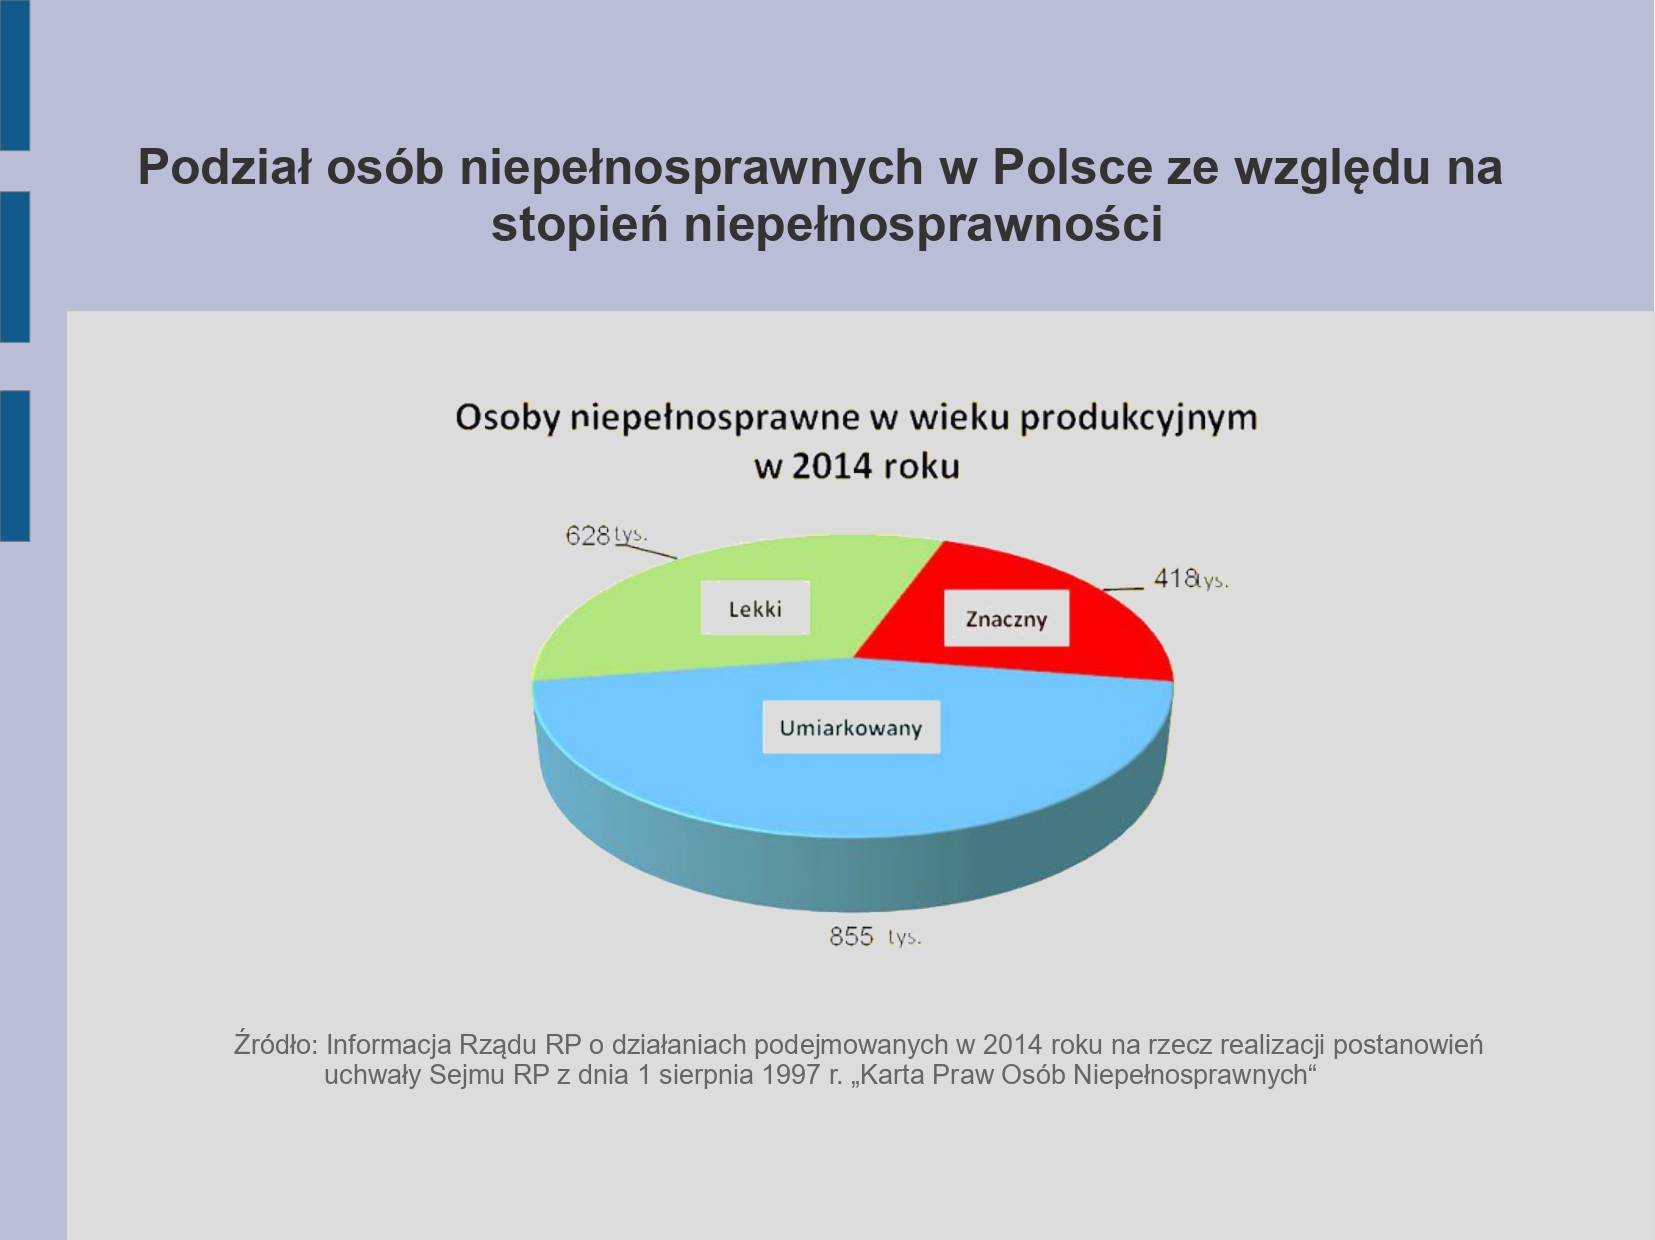 Podział osób niepełnosprawnych w Polsce ze względu na
stopień niepełnosprawności
Osoby niepełnosprawne w wieku produkcyjnym
w 2014 roku
628 tys.
418 tys.
Lekki
Znaczny
Umiarkowany
855 tys.
Źródło: Informacja Rządu RP o działaniach podejmowanych w 2014 roku na rzecz realizacji postanowień
uchwały Sejmu RP z dnia 1 sierpnia 1997 r. „Karta Praw Osób Niepełnosprawnych“